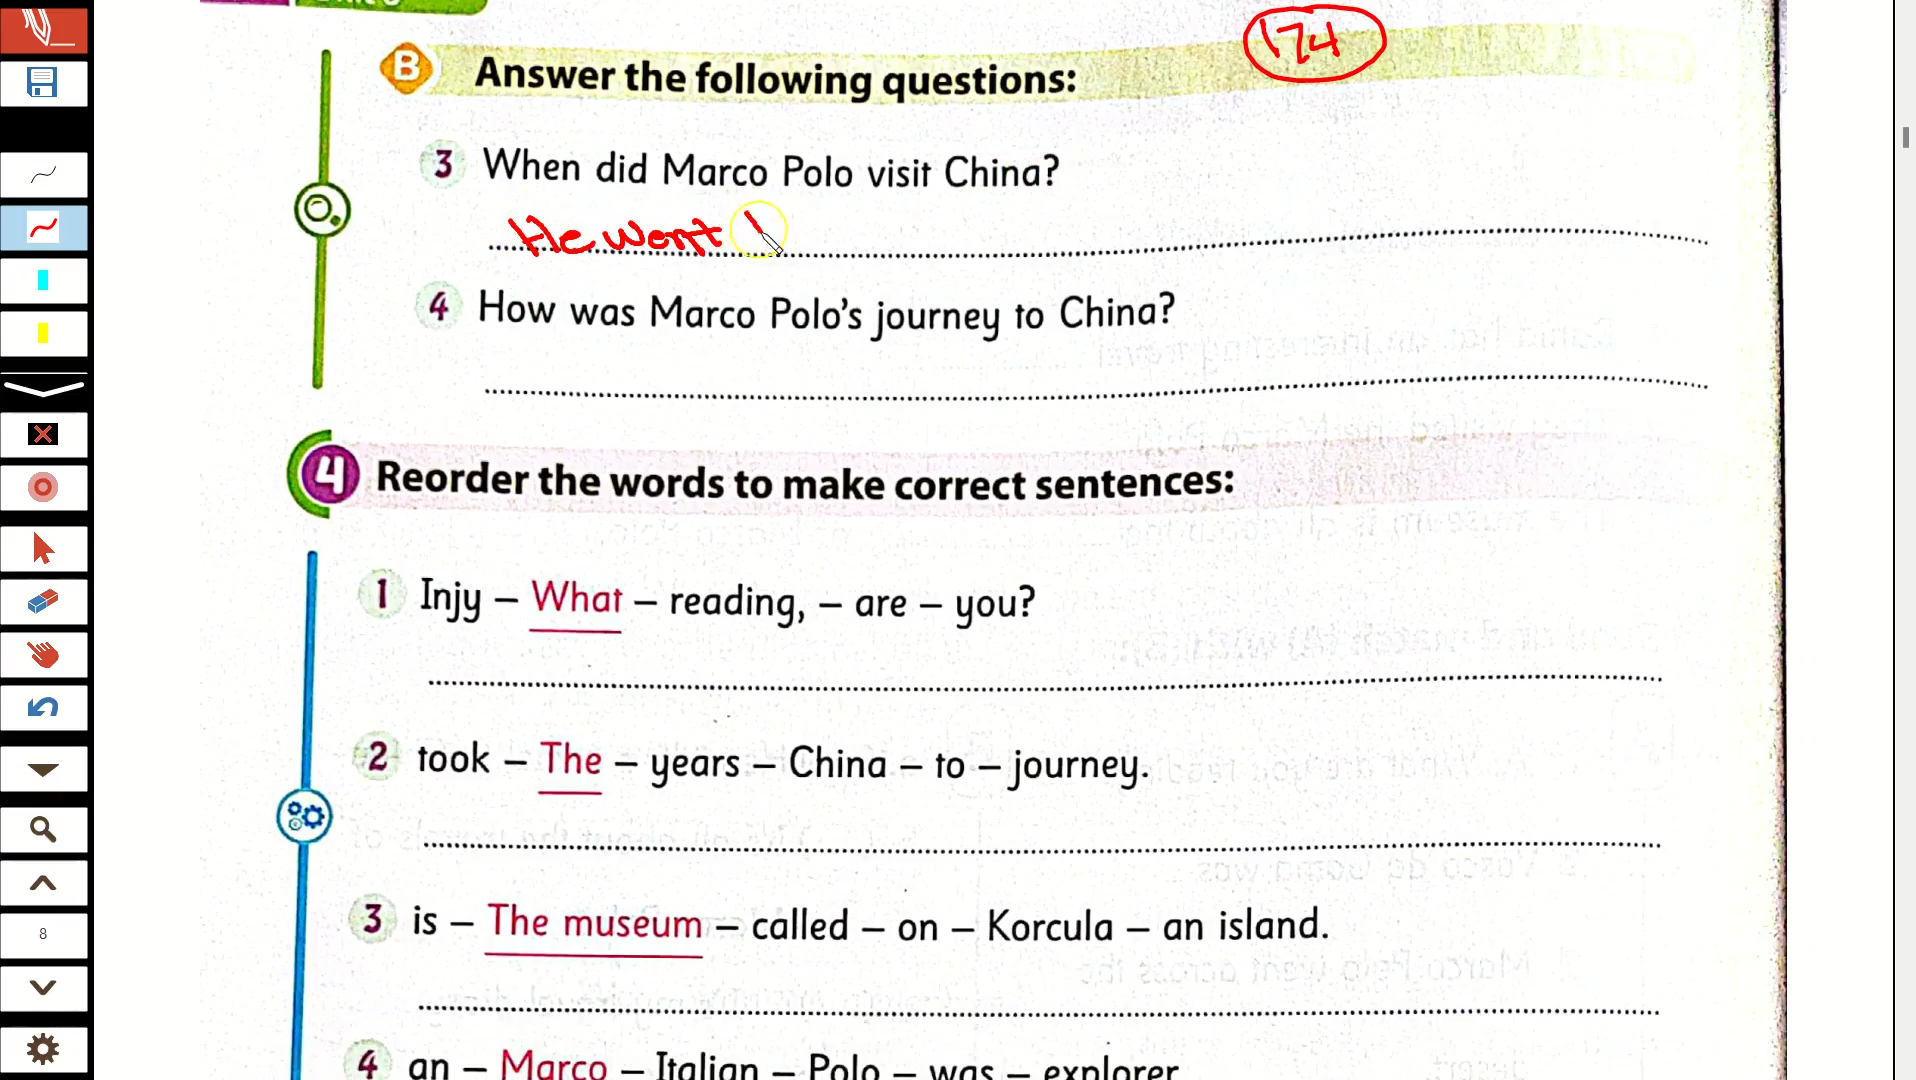 174
B Answer the following questions:
3 When did Marco Polo visit China?
He went
4 How was Marco Polo's journey to China?
4 Reorder the words to make correct sentences:
1 Injy – What – reading, – are – you?
2 took – The – years – China – to – journey.
3 is – The museum – called – on – Korcula – an island.
4 an – Marco – Italian – Polo – was – explorer
8